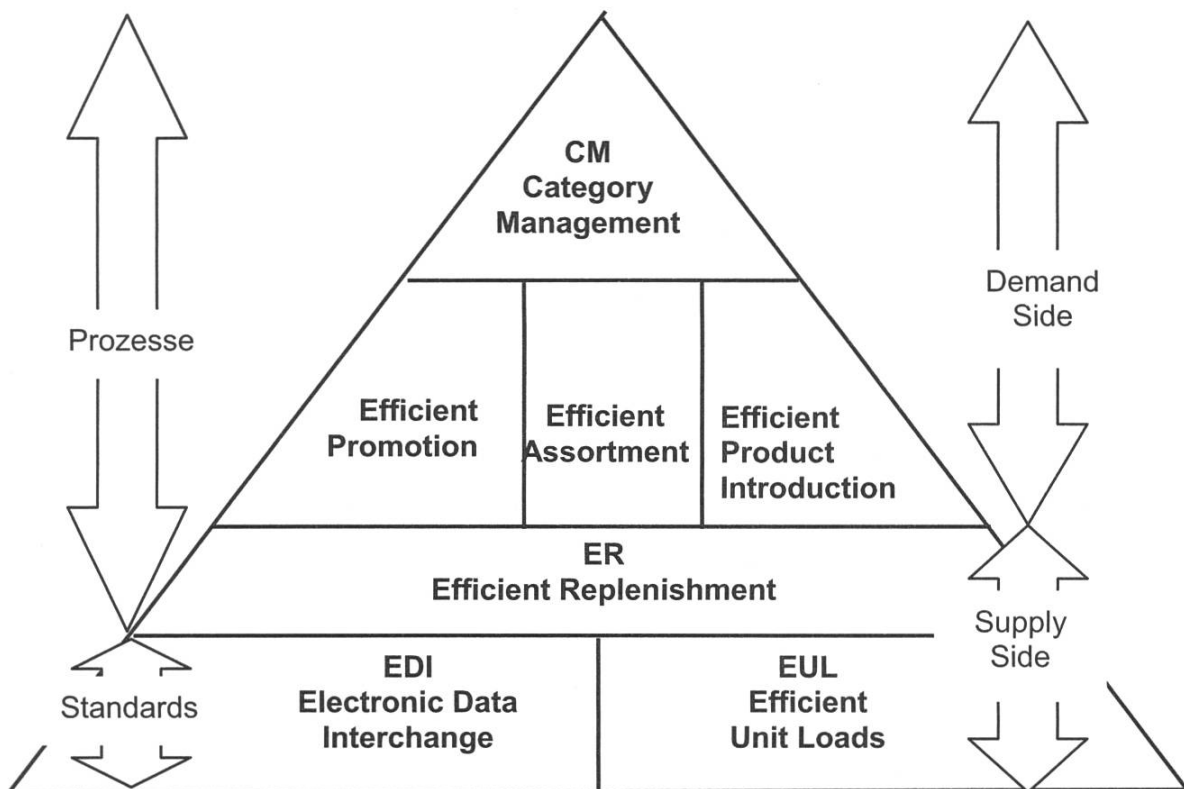 CM
Category
Management
Demand
Side
Prozesse
Efficient
Promotion
Efficient
Assortment
Efficient
Product
Introduction
ER
Efficient Replenishment
Supply
Side
Standards
EDI
Electronic Data
Interchange
EUL
Efficient
Unit Loads